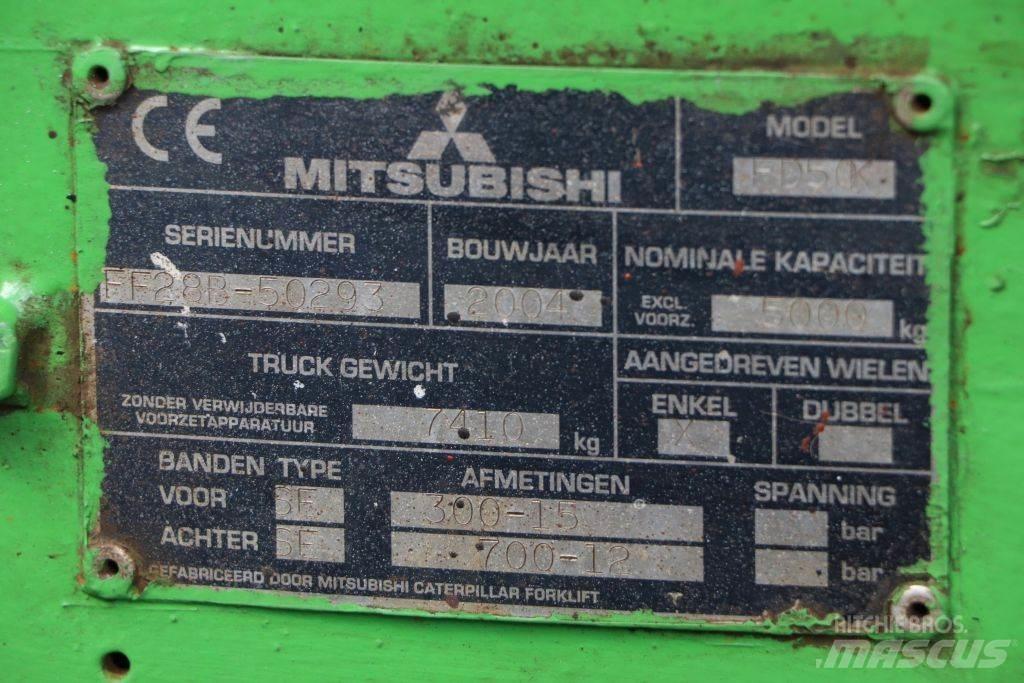 CE
MITSUBISHI
MODEL
FD50K
SERIENUMMER
FF28B-50293
BOUWJAAR
2004
NOMINALE KAPACITEIT
EXCL. VOORZ. 5000 kg
TRUCK GEWICHT
ZONDER VERWIJDERBARE
VOORZETAPPARATUUR 7410 kg
AANGEDREVEN WIELEN
ENKEL DUBBEL
X
BANDEN TYPE AFMETINGEN SPANNING
VOOR SE 300-15 bar
ACHTER SE 700-12 bar
GEFABRICEERD DOOR MITSUBISHI CATERPILLAR FORKLIFT
RITCHIE BROS.
MASCUS